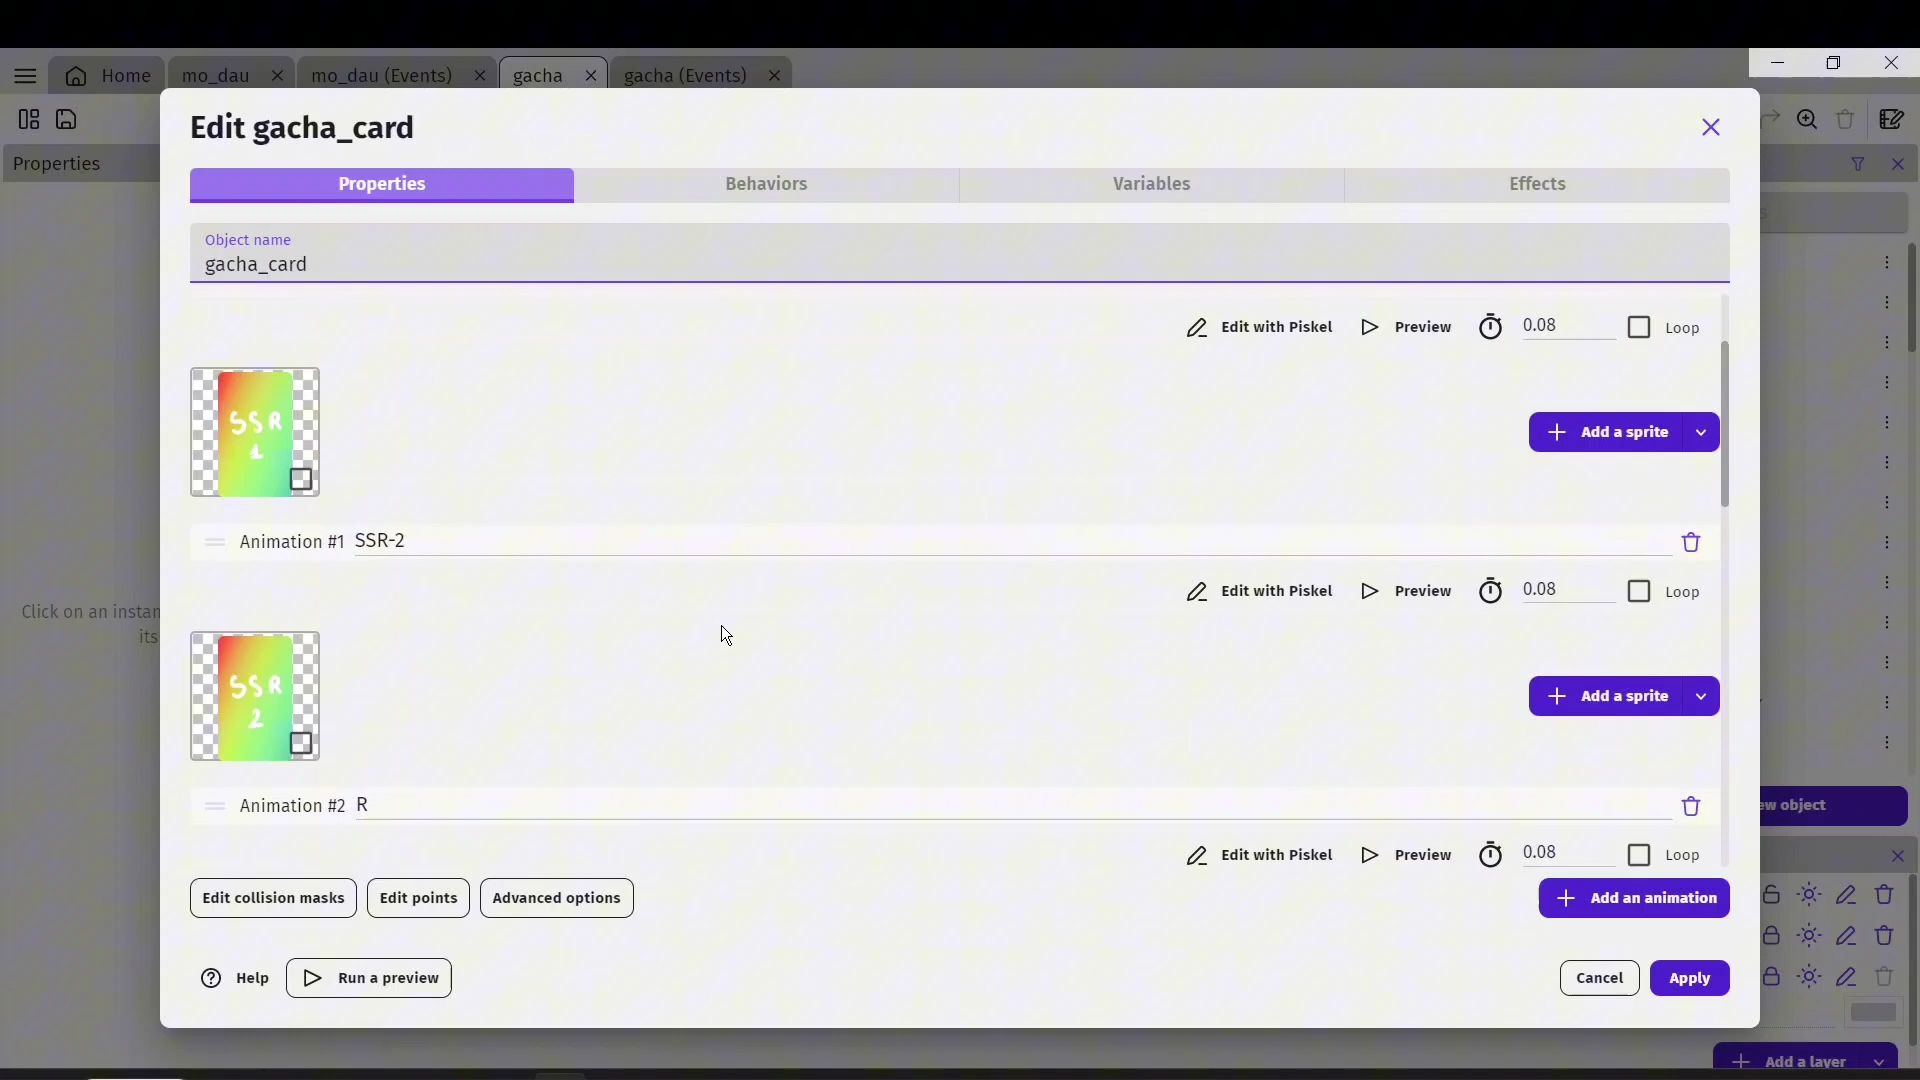 Home
mo_dau
mo_dau (Events)
gacha
gacha (Events)
Properties
Click on an instan
its
Edit gacha_card
Properties
Behaviors
Variables
Effects
Object name
gacha_card
Edit with Piskel
Preview
0.08
Loop
SSR
1
Add a sprite
Animation #1 SSR-2
Edit with Piskel
Preview
0.08
Loop
SSR
2
Add a sprite
Animation #2 R
Edit with Piskel
Preview
0.08
Loop
Edit collision masks
Edit points
Advanced options
Add an animation
Help
Run a preview
Cancel
Apply
ew object
Add a layer